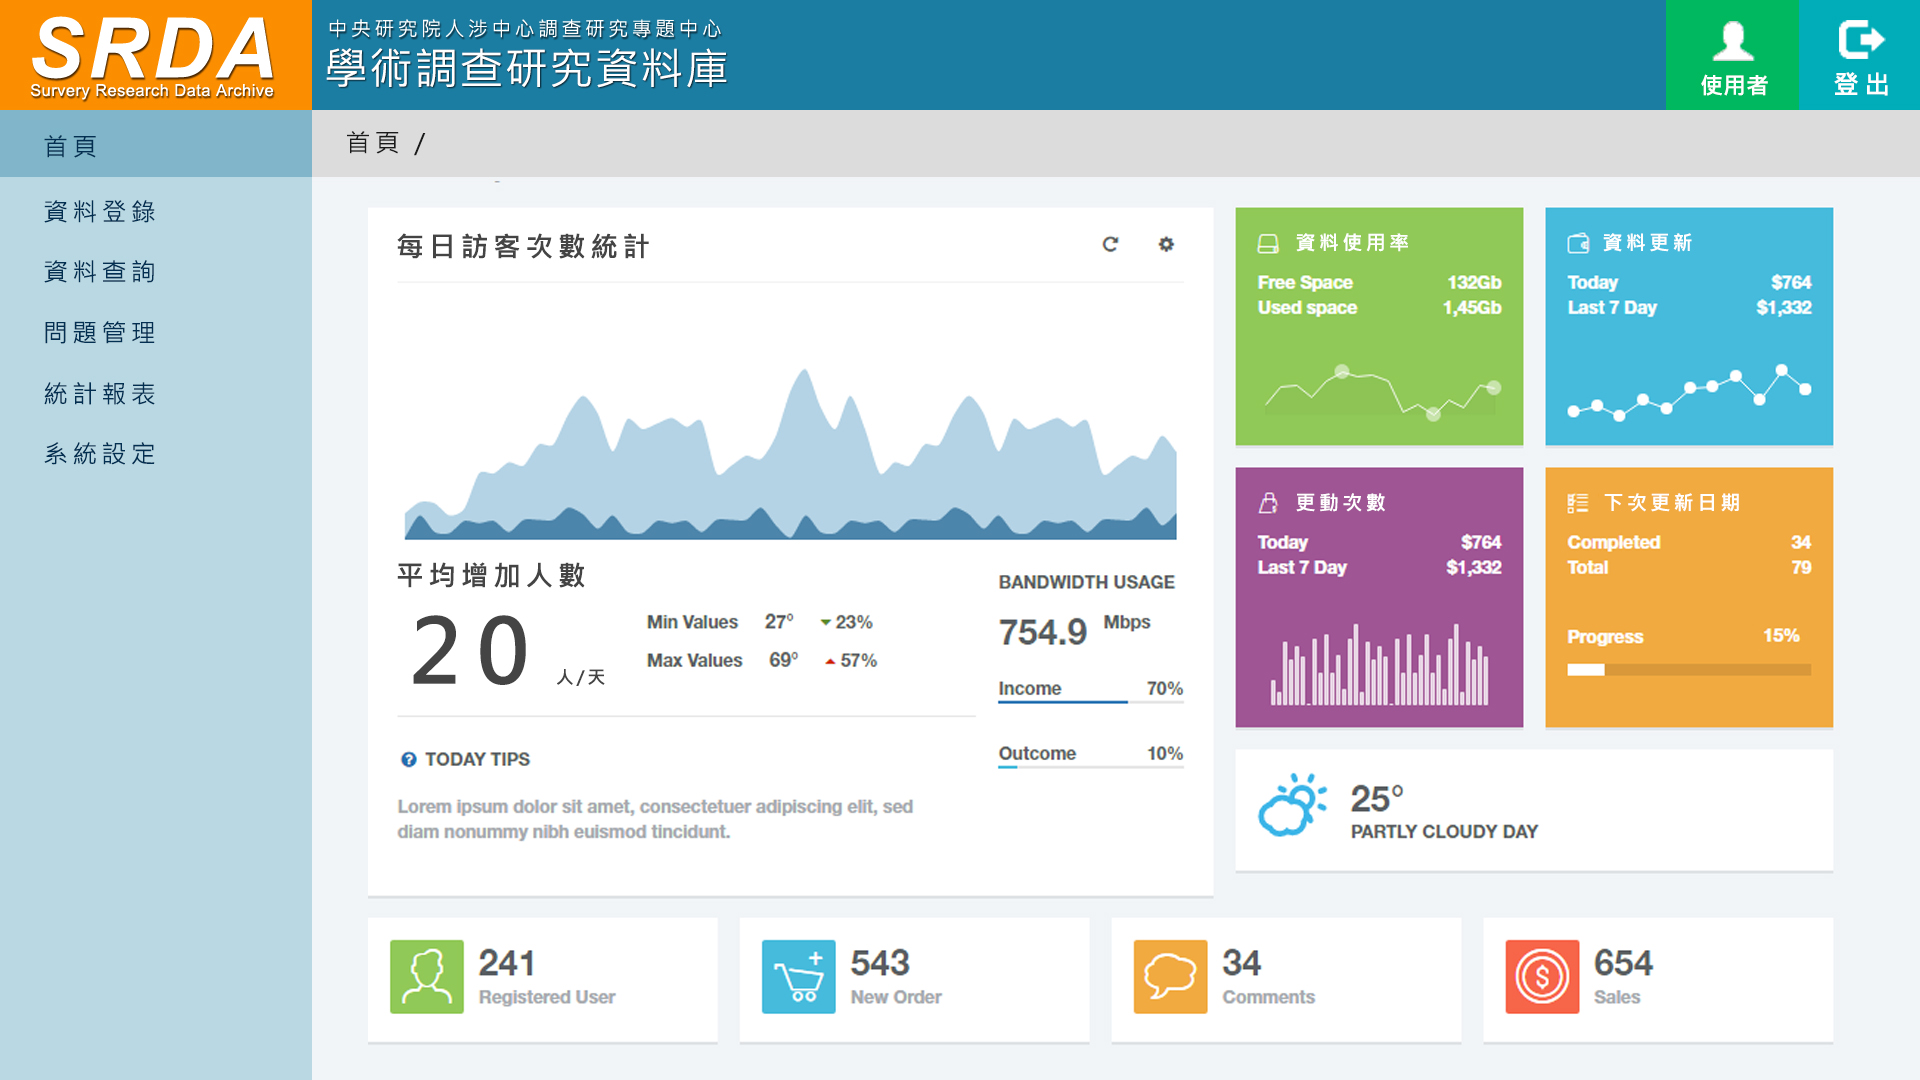 SRDA
Survery Research Data Archive
中央研究院人涉中心調查研究專題中心
學術調查研究資料庫
使用者
登出
首頁
資料登錄
資料查詢
問題管理
統計報表
系統設定
首頁 /
每日訪客次數統計
平均增加人數
20 人/天
Min Values 27° 23%
Max Values 69° 57%
BANDWIDTH USAGE
754.9 Mbps
Income 70%
Outcome 10%
TODAY TIPS
Lorem ipsum dolor sit amet, consectetuer adipiscing elit, sed
diam nonummy nibh euismod tincidunt.
資料使用率
Free Space 132Gb
Used space 1,45Gb
資料更新
Today $764
Last 7 Day $1,332
更動次數
Today $764
Last 7 Day $1,332
下次更新日期
Completed 34
Total 79
Progress 15%
25°
PARTLY CLOUDY DAY
241
Registered User
543
New Order
34
Comments
654
Sales